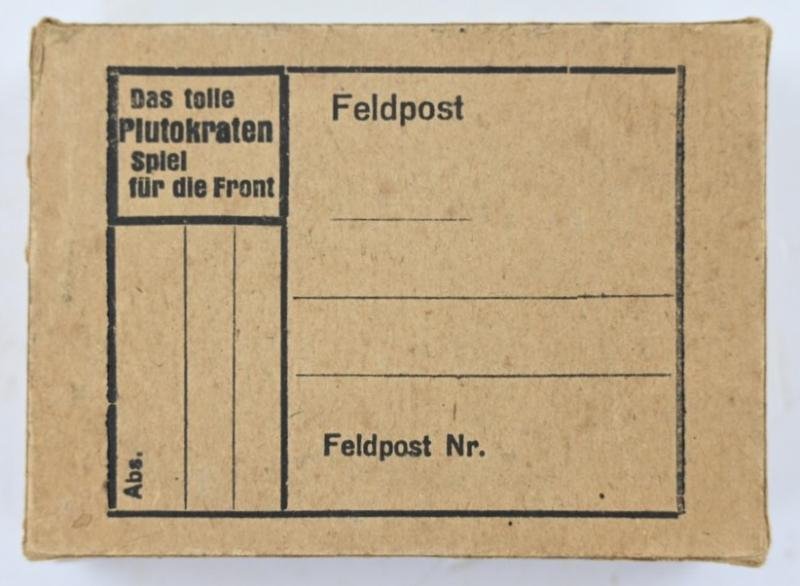 Das tolle
Plutokraten
Spiel
für die Front
Feldpost
Feldpost Nr.
Abs.